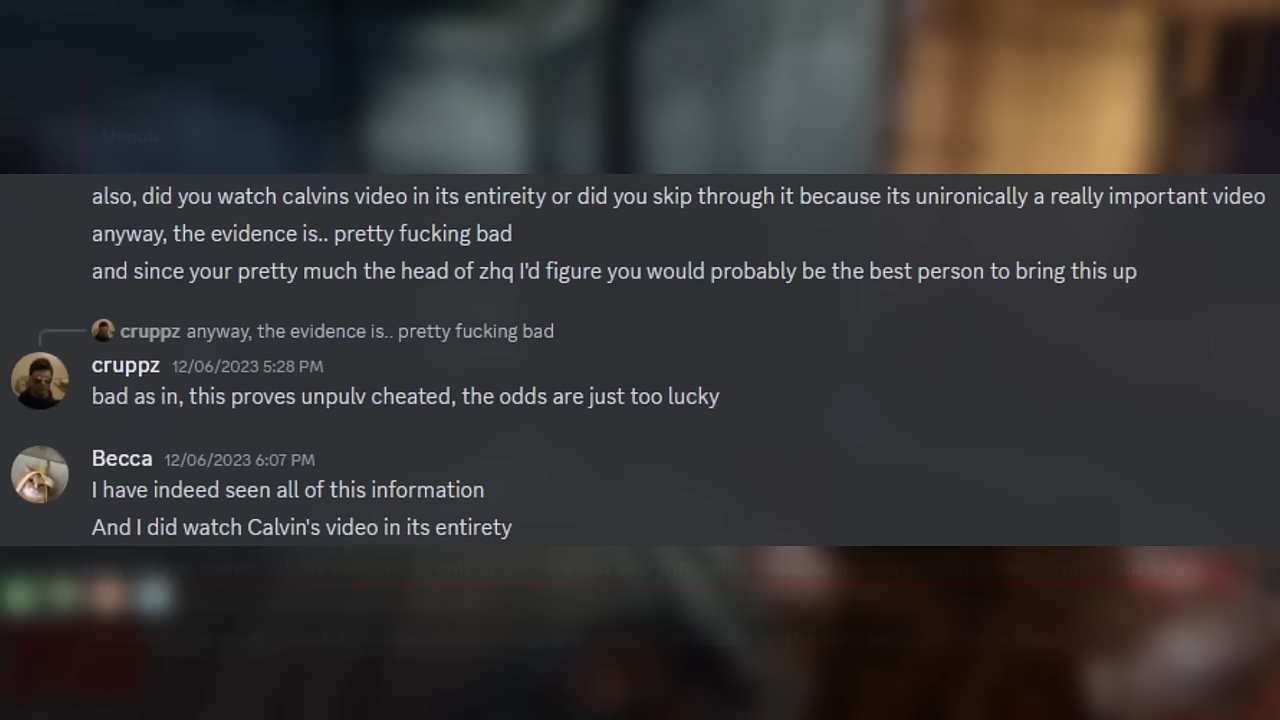 also, did you watch calvins video in its entireity or did you skip through it because its unironically a really important video
anyway, the evidence is.. pretty fucking bad
and since your pretty much the head of zhq I'd figure you would probably be the best person to bring this up
cruppz anyway, the evidence is.. pretty fucking bad
cruppz 12/06/2023 5:28 PM
bad as in, this proves unpulv cheated, the odds are just too lucky
Becca 12/06/2023 6:07 PM
I have indeed seen all of this information
And I did watch Calvin's video in its entirety